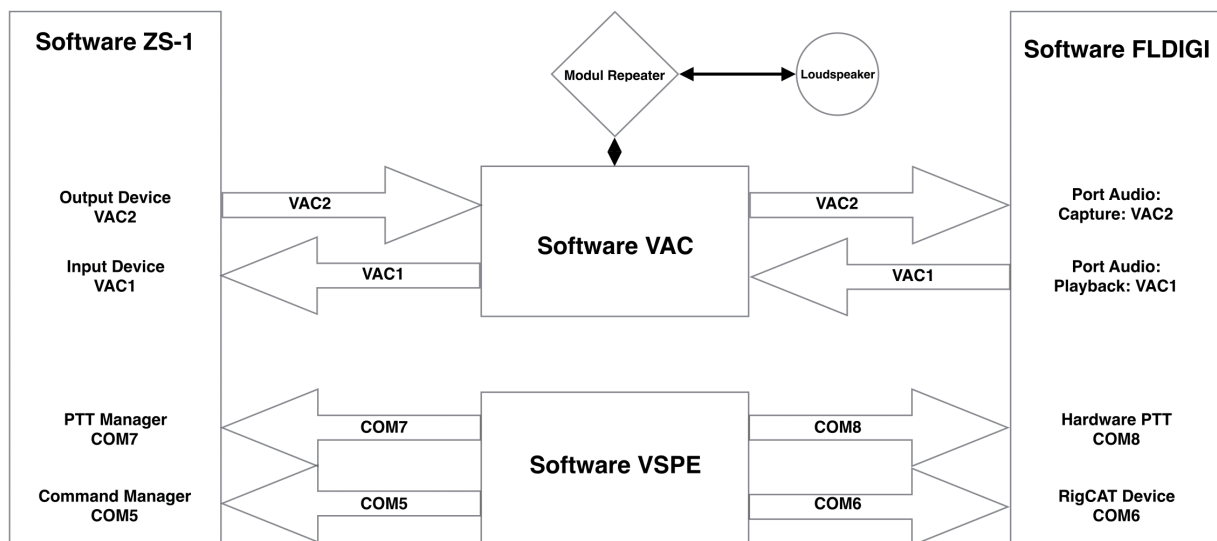 Software ZS-1
Output Device
VAC2
Input Device
VAC1
PTT Manager
COM7
Command Manager
COM5
VAC2
VAC1
COM7
COM5
Modul Repeater
Loudspeaker
Software VAC
Software VSPE
VAC2
VAC1
COM8
COM6
Software FLDIGI
Port Audio:
Capture: VAC2
Port Audio:
Playback: VAC1
Hardware PTT
COM8
RigCAT Device
COM6